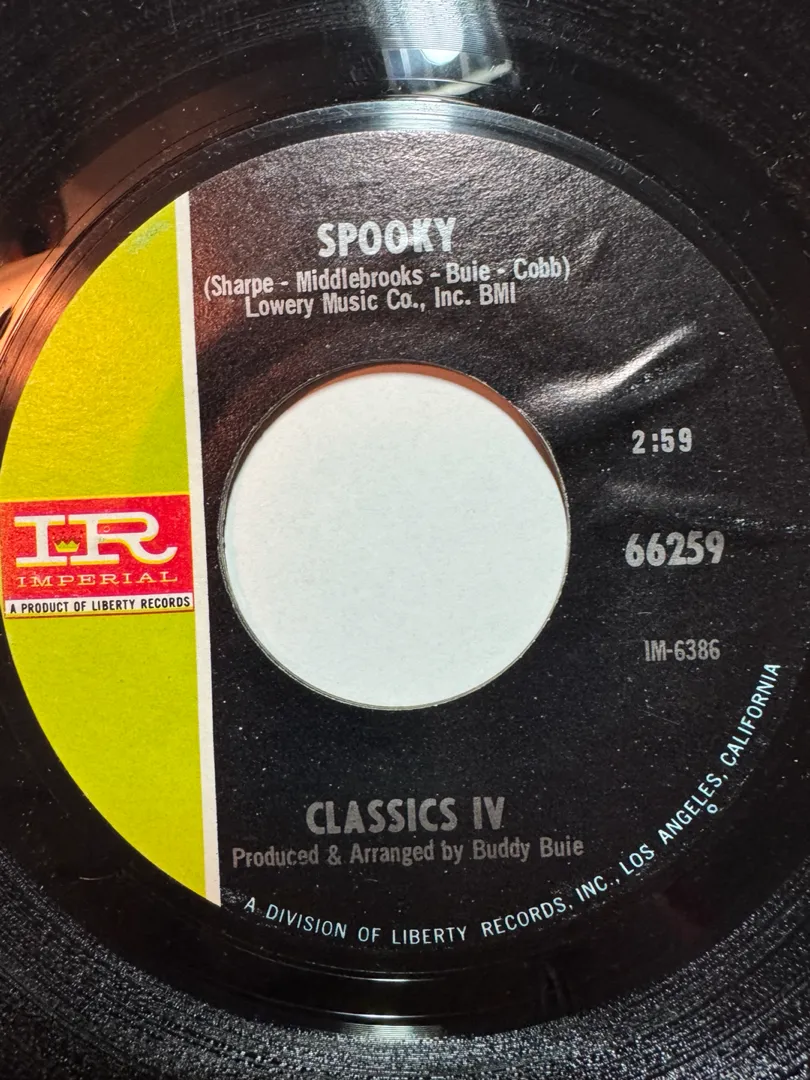 SPOOKY
(Sharpe - Middlebrooks - Buie - Cobb)
Lowery Music Co., Inc. BMI
2:59
66259
IM-6386
IR
IMPERIAL
A PRODUCT OF LIBERTY RECORDS
CLASSICS IV
Produced & Arranged by Buddy Buie
A DIVISION OF LIBERTY RECORDS, INC., LOS ANGELES, CALIFORNIA